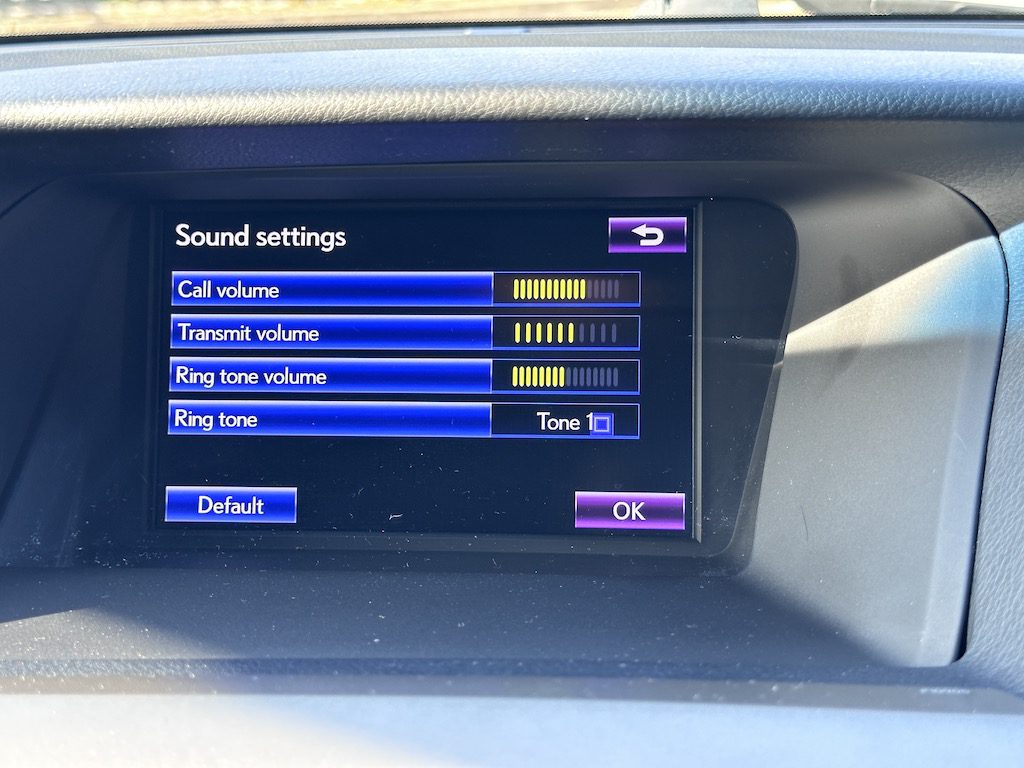 Sound settings
Call volume
Transmit volume
Ring tone volume
Ring tone Tone 1
Default OK